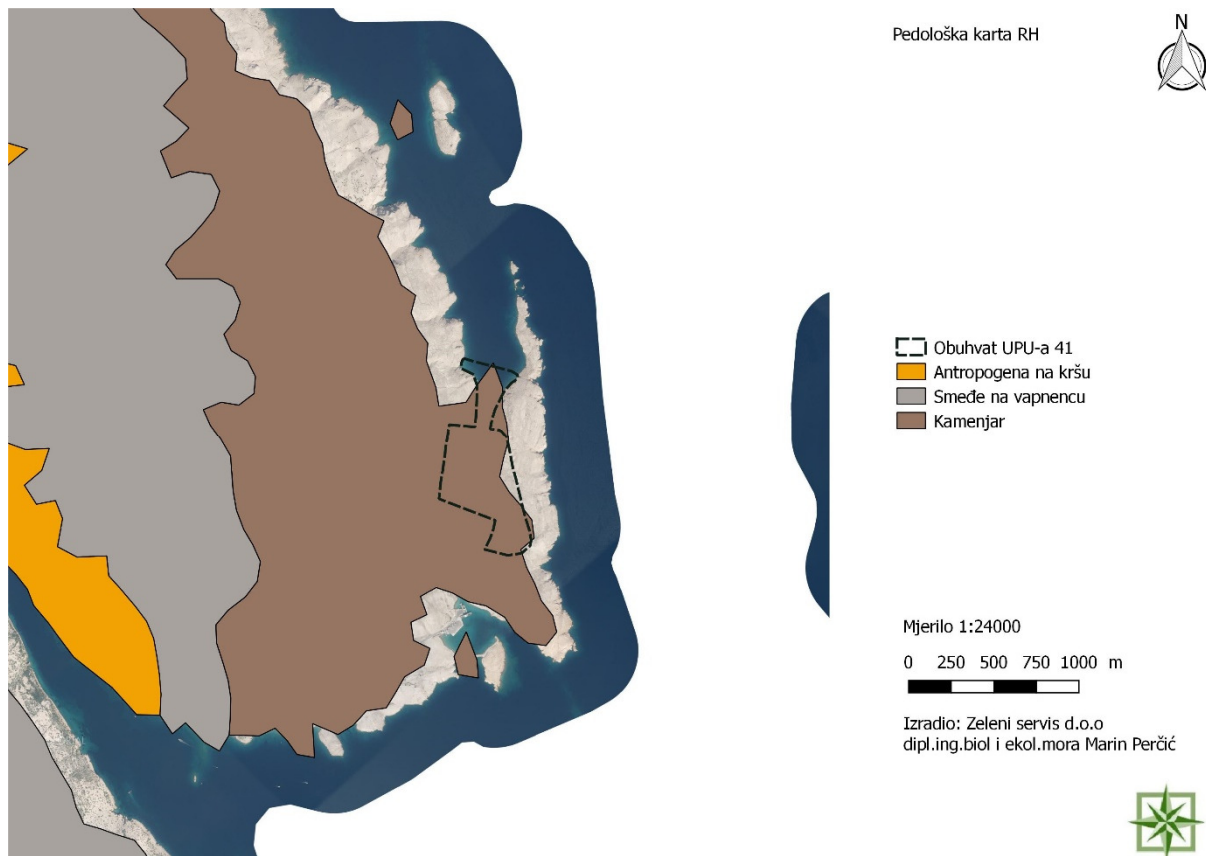 Pedološka karta RH
N
Obuhvat UPU-a 41
Antropogena na kršu
Smeđe na vapnencu
Kamenjar
Mjerilo 1:24000
0 250 500 750 1000 m
Izradio: Zeleni servis d.o.o
dipl.ing.biol i ekol.mora Marin Perčić